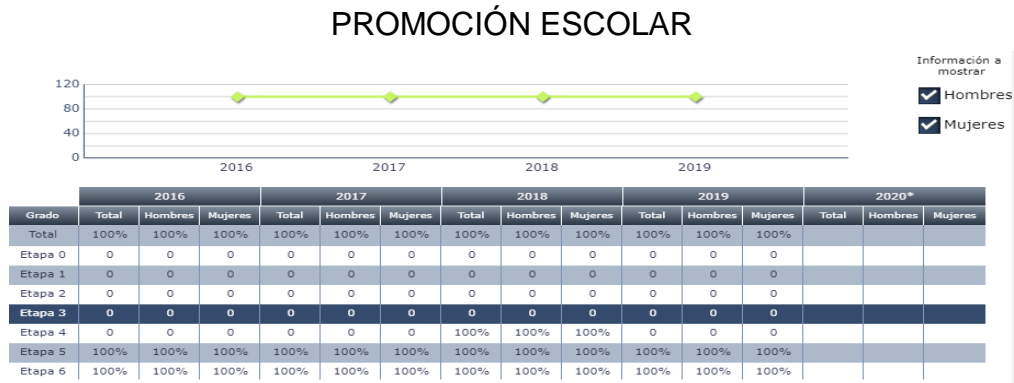 PROMOCIÓN ESCOLAR
Información a
mostrar
Hombres
Mujeres
120
80
40
0
2016 2017 2018 2019
2016 2017 2018 2019 2020*
Grado Total Hombres Mujeres Total Hombres Mujeres Total Hombres Mujeres Total Hombres Mujeres Total Hombres Mujeres
Total 100% 100% 100% 100% 100% 100% 100% 100% 100% 100% 100% 100%
Etapa 0 0 0 0 0 0 0 0 0 0 0 0 0
Etapa 1 0 0 0 0 0 0 0 0 0 0 0 0
Etapa 2 0 0 0 0 0 0 0 0 0 0 0 0
Etapa 3 0 0 0 0 0 0 0 0 0 0 0 0
Etapa 4 0 0 0 0 0 0 100% 100% 100% 0 0 0
Etapa 5 100% 100% 100% 100% 100% 100% 100% 100% 100% 100% 100% 100%
Etapa 6 100% 100% 100% 100% 100% 100% 100% 100% 100% 100% 100% 100%